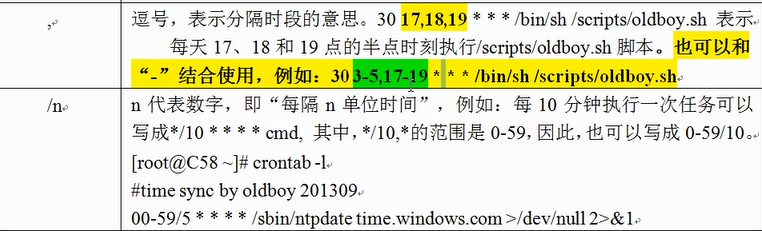 ， 逗号，表示分隔时段的意思。30 17,18,19 * * * /bin/sh /scripts/oldboy.sh 表示
每天 17、18 和 19 点的半点时刻执行/scripts/oldboy.sh 脚本。也可以和
“-”结合使用，例如：30 3-5,17-19 * * * /bin/sh /scripts/oldboy.sh
/n n 代表数字，即“每隔 n 单位时间”，例如：每 10 分钟执行一次任务可以
写成*/10 * * * * cmd, 其中，*/10,*的范围是 0-59，因此，也可以写成 0-59/10。
[root@C58 ~]# crontab -l
#time sync by oldboy 201309
00-59/5 * * * * /sbin/ntpdate time.windows.com >/dev/null 2>&1